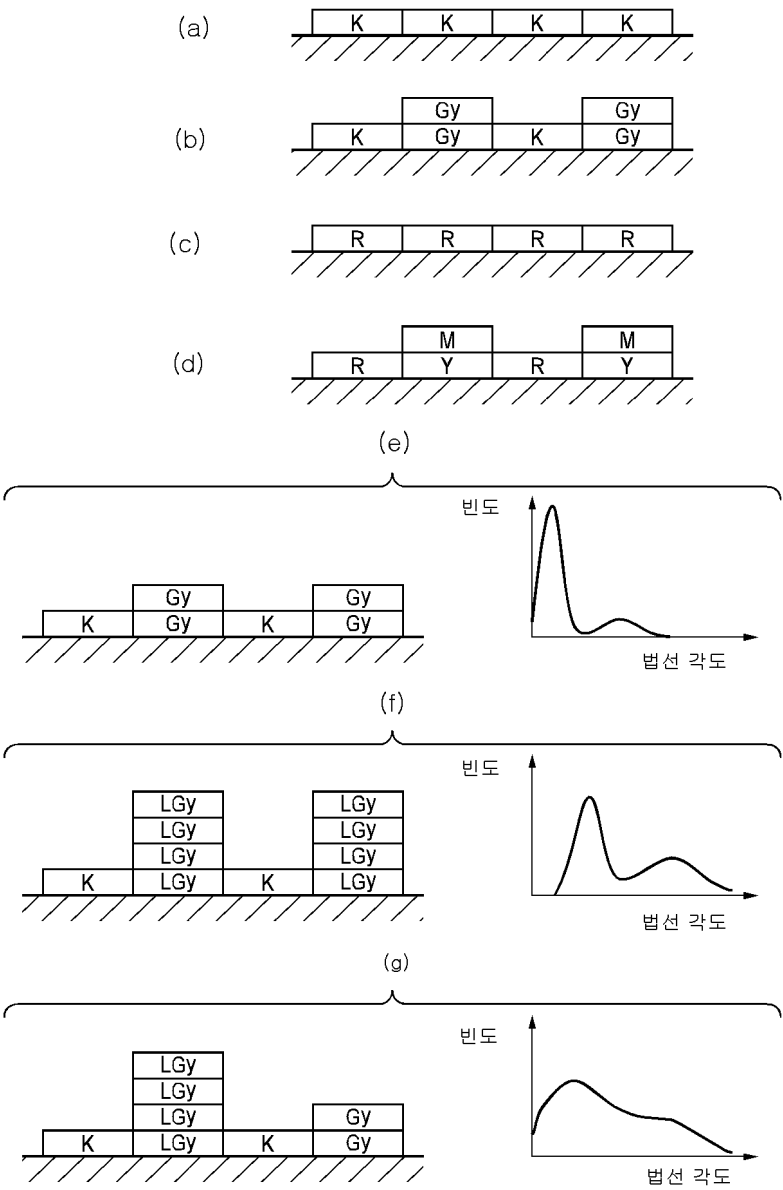 (a)
K K K K
(b)
Gy Gy
K Gy K Gy
(c)
R R R R
(d)
M M
R Y R Y
(e)
빈도
Gy Gy
K Gy K Gy
법선 각도
(f)
빈도
LGy LGy
LGy LGy
LGy LGy
K LGy K LGy
법선 각도
(g)
빈도
LGy
LGy
LGy Gy
K LGy K Gy
법선 각도